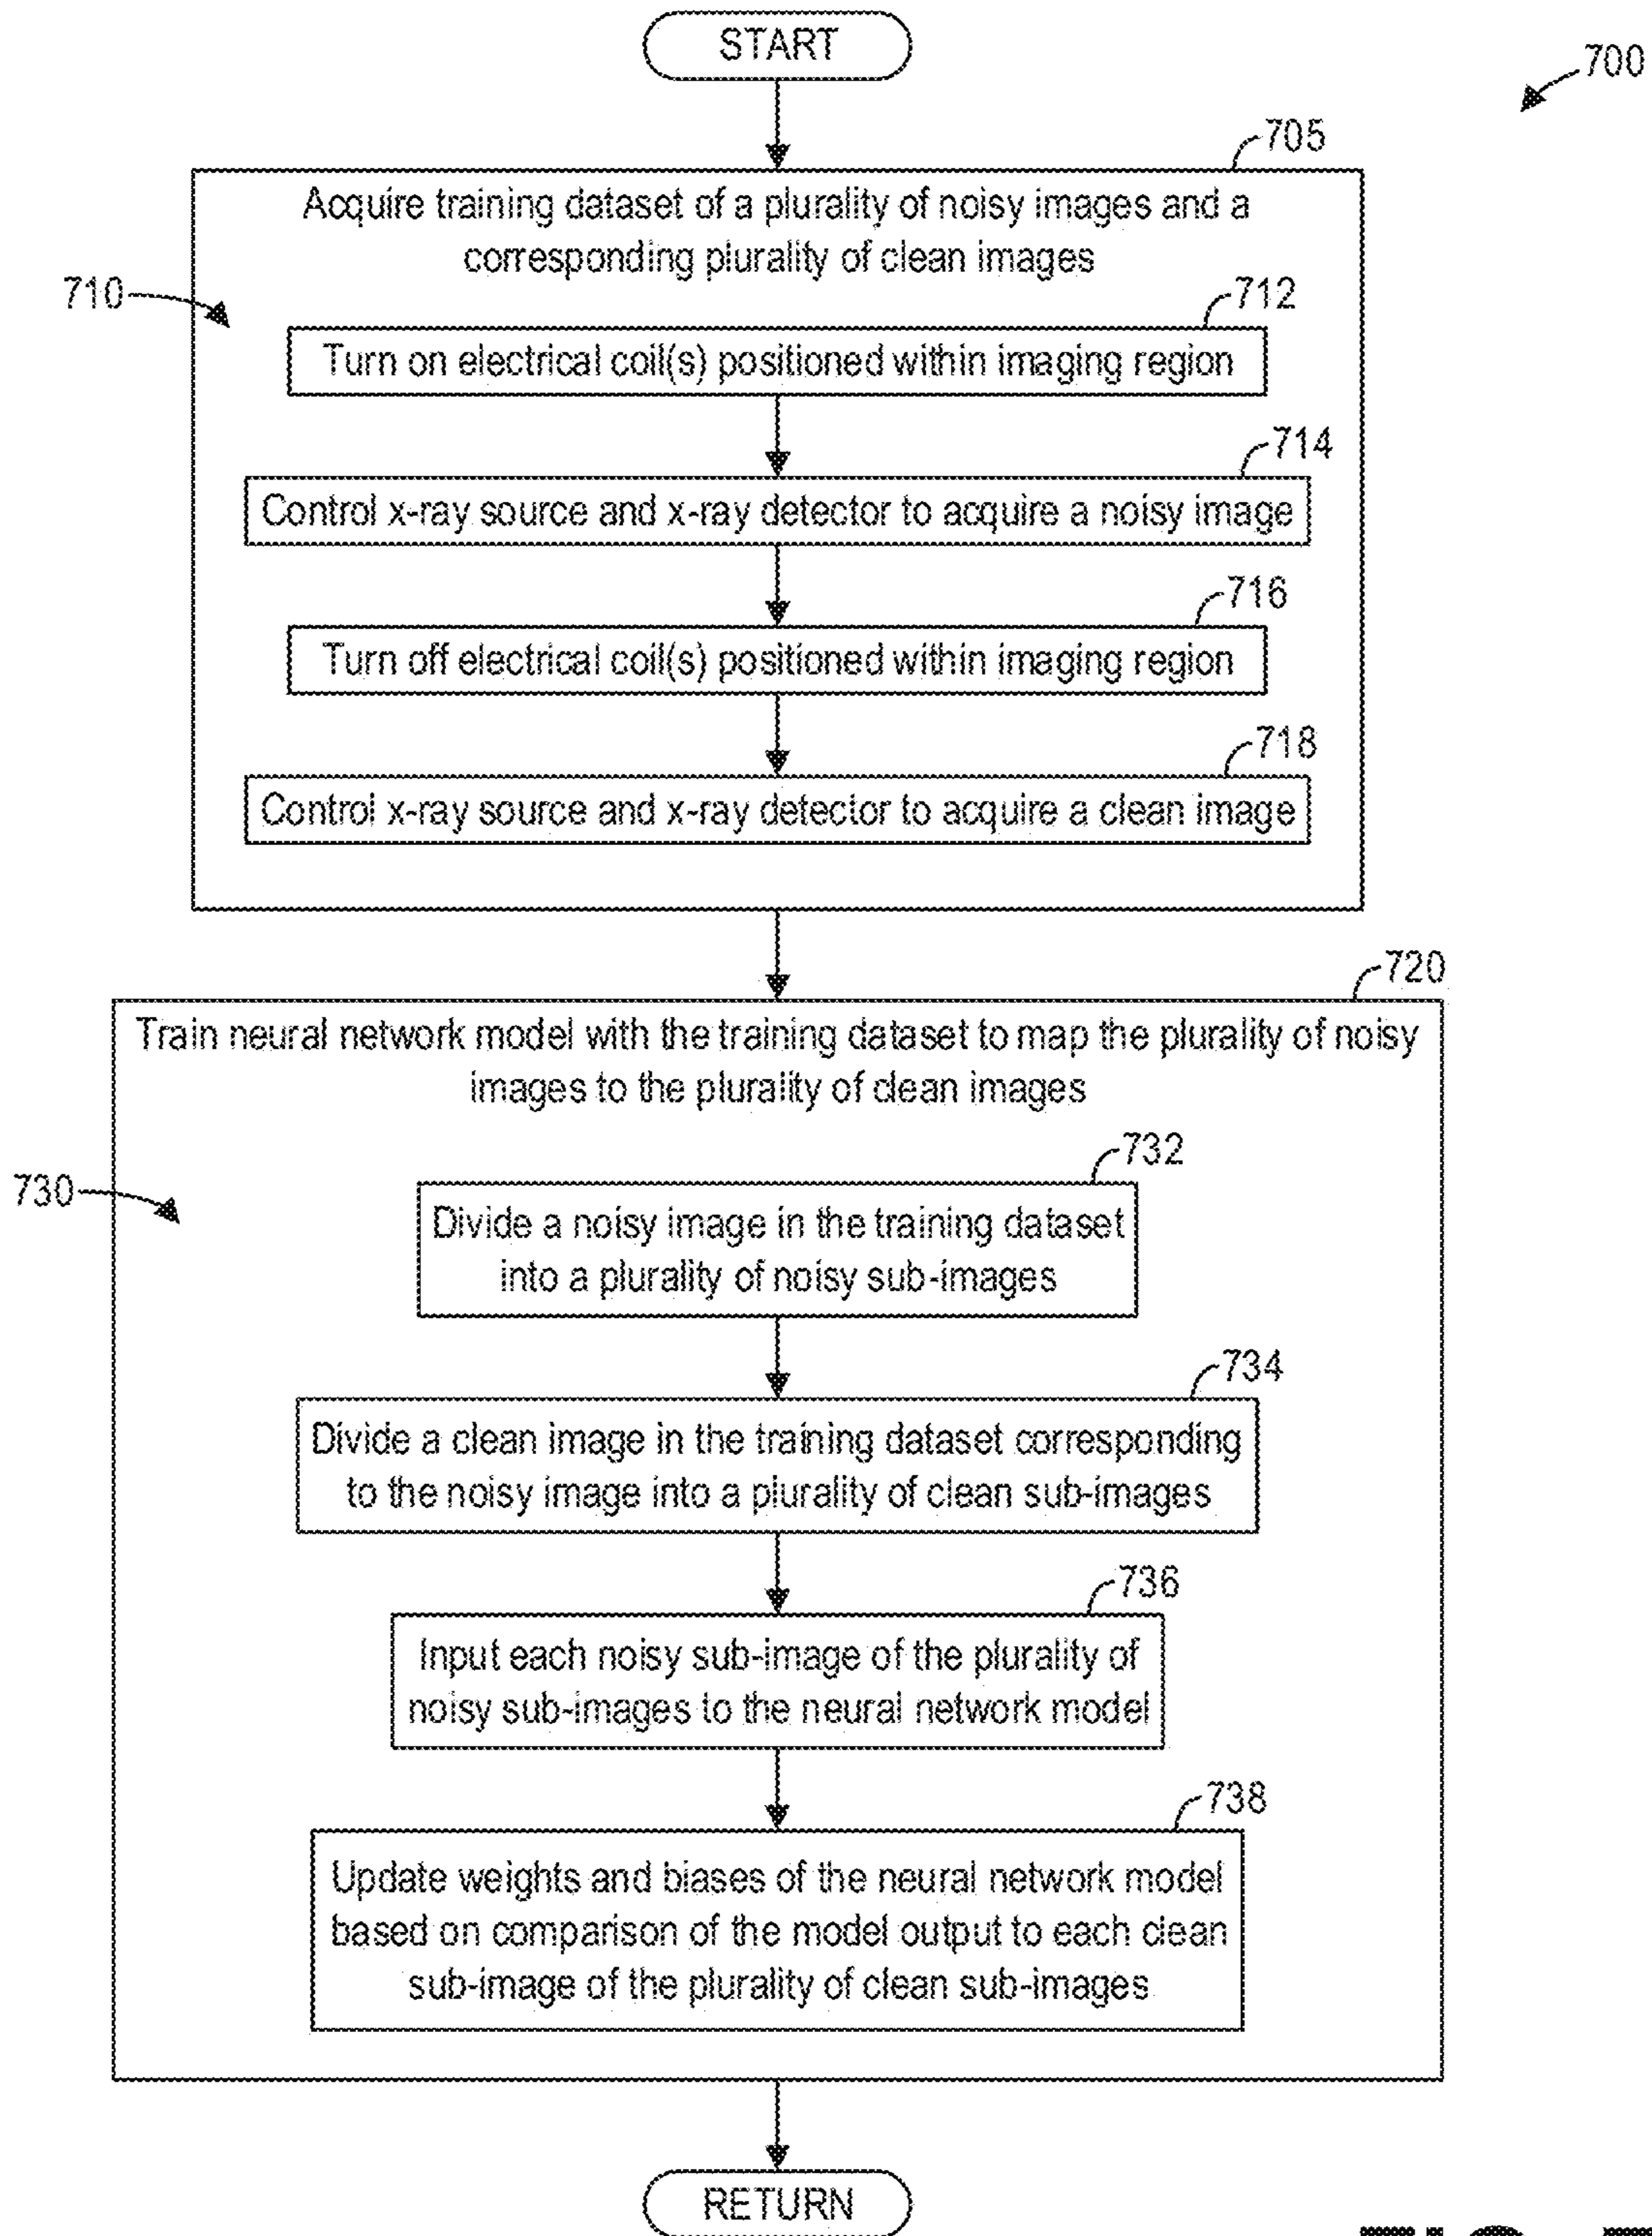 START
700
705
Acquire training dataset of a plurality of noisy images and a
corresponding plurality of clean images
710
712
Turn on electrical coil(s) positioned within imaging region
714
Control x-ray source and x-ray detector to acquire a noisy image
716
Turn off electrical coil(s) positioned within imaging region
718
Control x-ray source and x-ray detector to acquire a clean image
720
Train neural network model with the training dataset to map the plurality of noisy
images to the plurality of clean images
730
732
Divide a noisy image in the training dataset
into a plurality of noisy sub-images
734
Divide a clean image in the training dataset corresponding
to the noisy image into a plurality of clean sub-images
736
Input each noisy sub-image of the plurality of
noisy sub-images to the neural network model
738
Update weights and biases of the neural network model
based on comparison of the model output to each clean
sub-image of the plurality of clean sub-images
RETURN